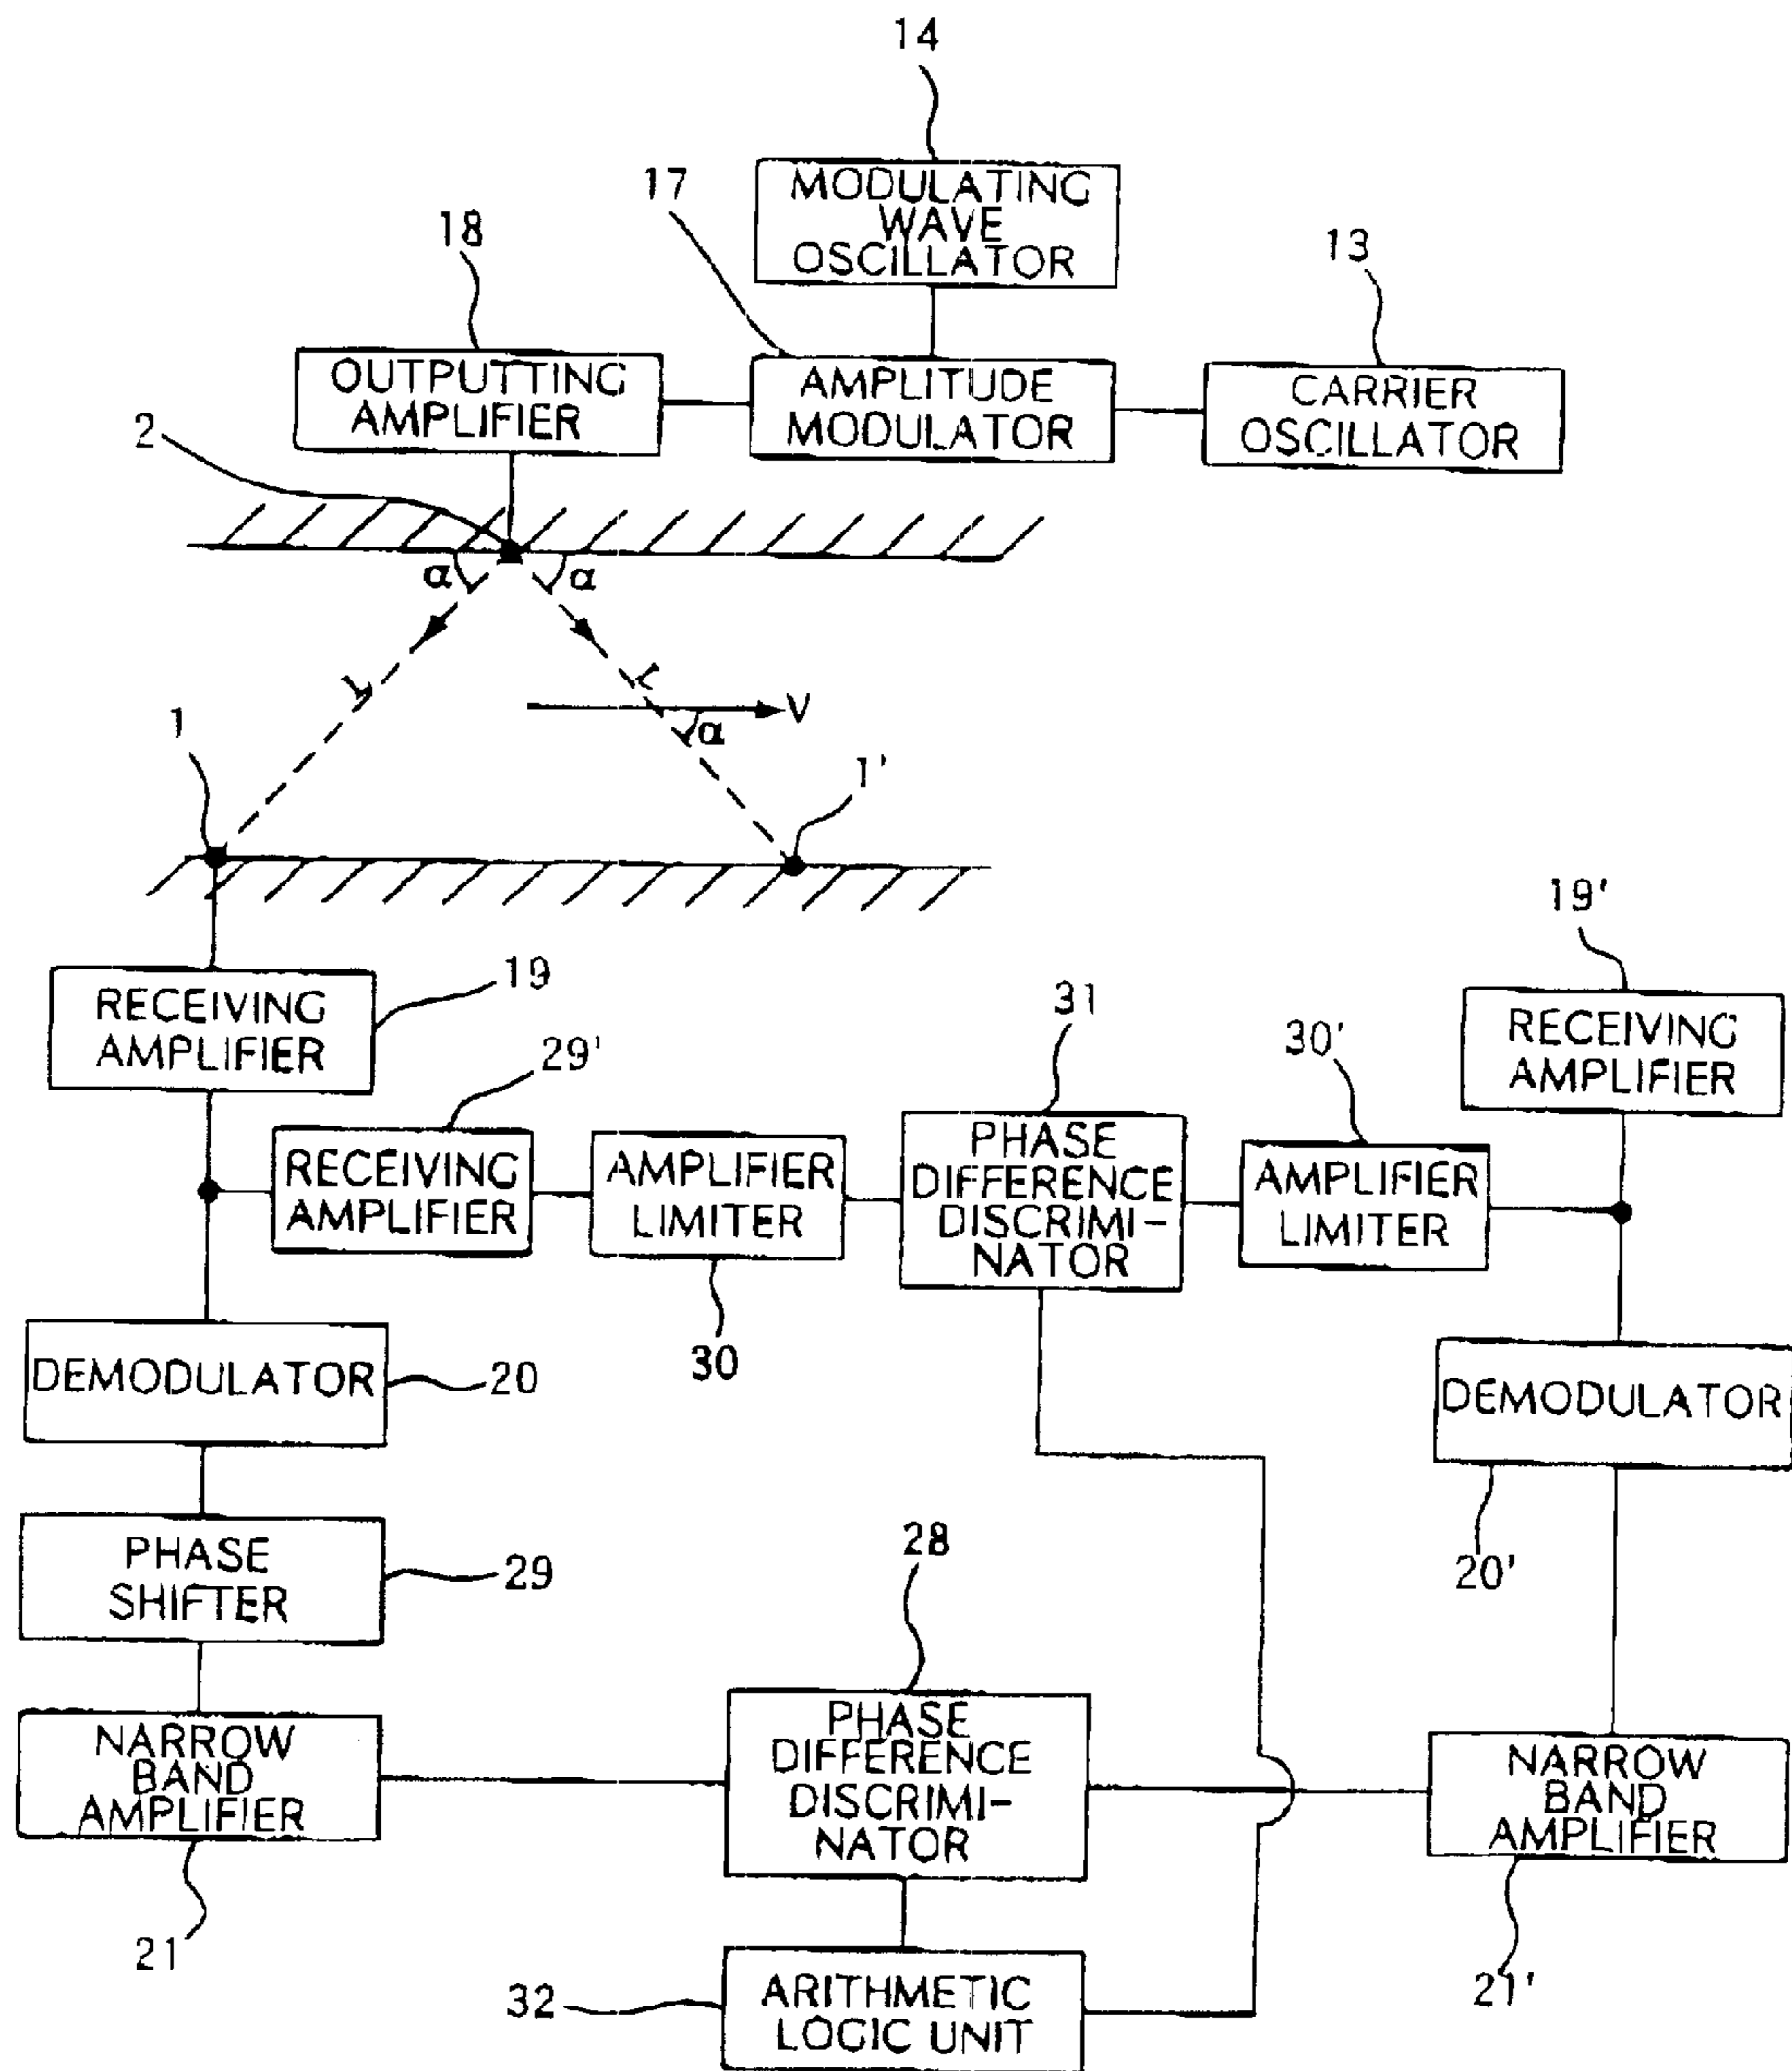 14
MODULATING
WAVE
OSCILLATOR
17
18
13
OUTPUTTING
AMPLIFIER
AMPLITUDE
MODULATOR
CARRIER
OSCILLATOR
2
α
α
L
L
V
α
1
1'
19
19'
RECEIVING
AMPLIFIER
29'
31
30'
RECEIVING
AMPLIFIER
RECEIVING
AMPLIFIER
AMPLIFIER
LIMITER
PHASE
DIFFERENCE
DISCRIMI-
NATOR
AMPLIFIER
LIMITER
30
DEMODULATOR
20
DEMODULATOR
20'
PHASE
SHIFTER
29
28
NARROW
BAND
AMPLIFIER
PHASE
DIFFERENCE
DISCRIMI-
NATOR
NARROW
BAND
AMPLIFIER
21
21'
32
ARITHMETIC
LOGIC UNIT